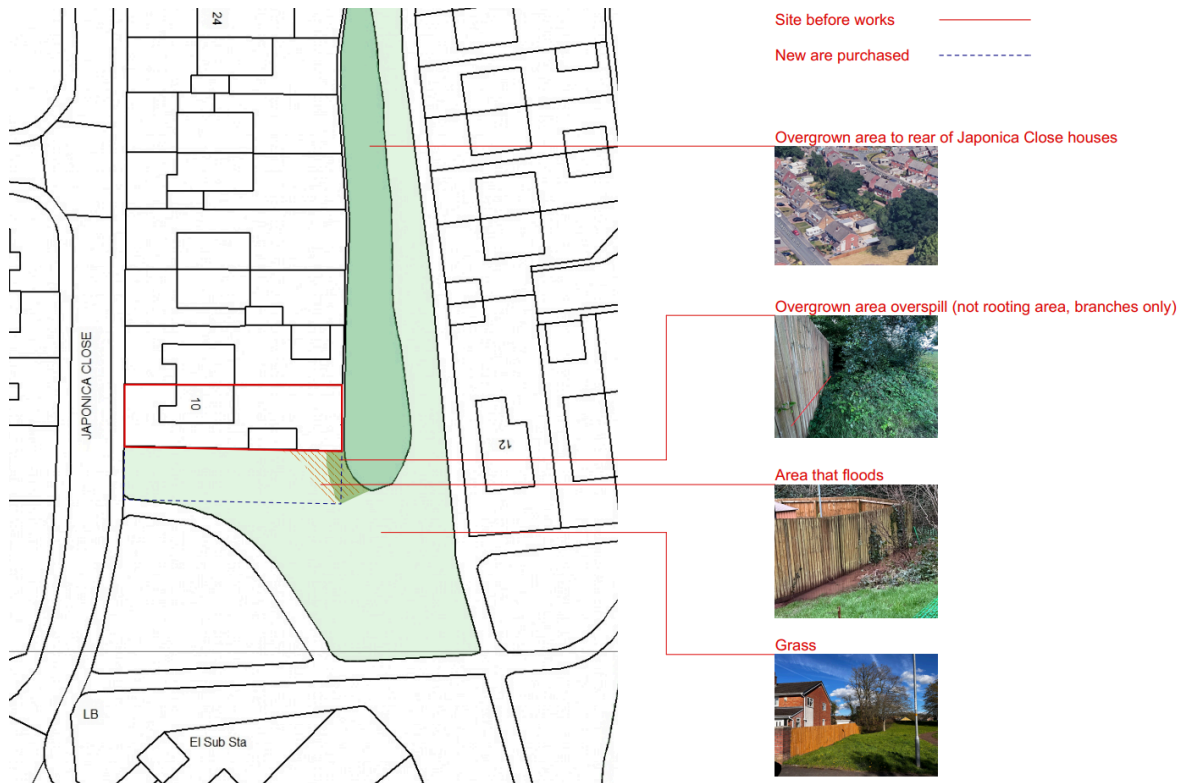 24
JAPONICA CLOSE
10
12
LB
El Sub Sta
Site before works
New are purchased
Overgrown area to rear of Japonica Close houses
Overgrown area overspill (not rooting area, branches only)
Area that floods
Grass